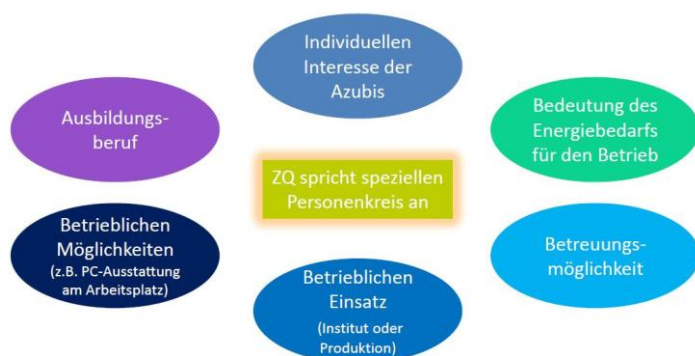 Individuellen
Interesse der
Azubis
Ausbildungs-
beruf
Bedeutung des
Energiebedarfs
für den Betrieb
ZQ spricht speziellen
Personenkreis an
Betrieblichen
Möglichkeiten
(z.B. PC-Ausstattung
am Arbeitsplatz)
Betreuungs-
möglichkeit
Betrieblichen
Einsatz
(Institut oder
Produktion)